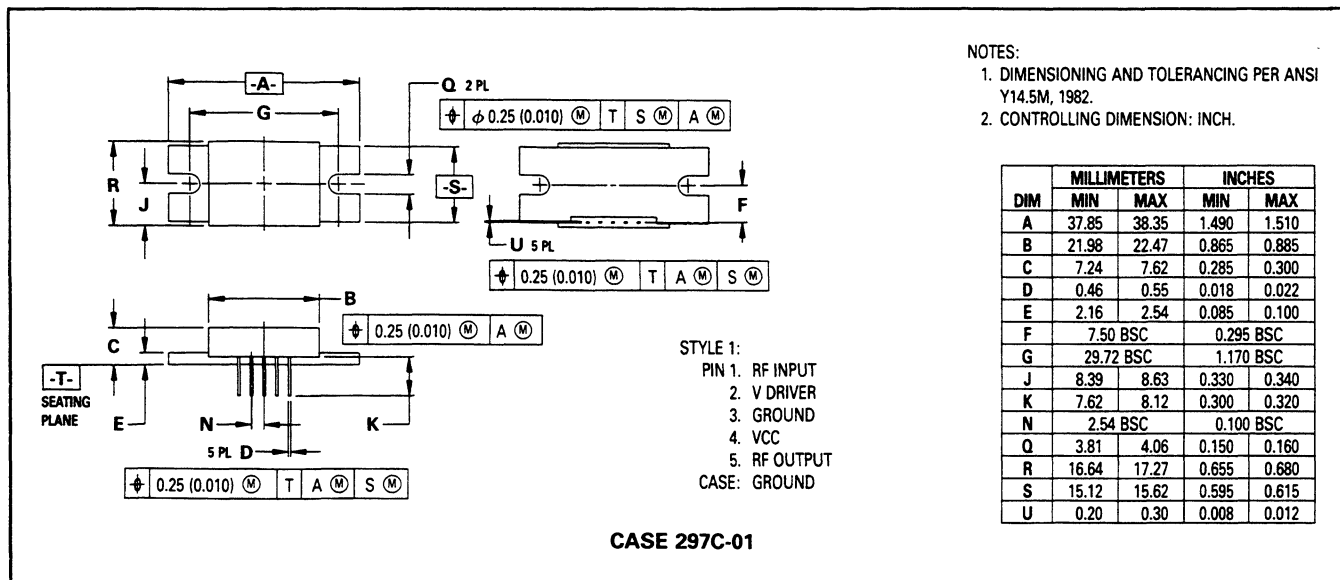 -A-
G
R
J
Q 2 PL
⌖ ϕ 0.25 (0.010) Ⓜ T S Ⓜ A Ⓜ
-S-
F
U 5 PL
⌖ 0.25 (0.010) Ⓜ T A Ⓜ S Ⓜ
B
⌖ 0.25 (0.010) Ⓜ A Ⓜ
C
-T-
SEATING
PLANE
E
N
K
5 PL D
⌖ 0.25 (0.010) Ⓜ T A Ⓜ S Ⓜ
STYLE 1:
PIN 1. RF INPUT
2. V DRIVER
3. GROUND
4. VCC
5. RF OUTPUT
CASE: GROUND
CASE 297C-01
NOTES:
1. DIMENSIONING AND TOLERANCING PER ANSI
Y14.5M, 1982.
2. CONTROLLING DIMENSION: INCH.
MILLIMETERS INCHES
DIM MIN MAX MIN MAX
A 37.85 38.35 1.490 1.510
B 21.98 22.47 0.865 0.885
C 7.24 7.62 0.285 0.300
D 0.46 0.55 0.018 0.022
E 2.16 2.54 0.085 0.100
F 7.50 BSC 0.295 BSC
G 29.72 BSC 1.170 BSC
J 8.39 8.63 0.330 0.340
K 7.62 8.12 0.300 0.320
N 2.54 BSC 0.100 BSC
Q 3.81 4.06 0.150 0.160
R 16.64 17.27 0.655 0.680
S 15.12 15.62 0.595 0.615
U 0.20 0.30 0.008 0.012